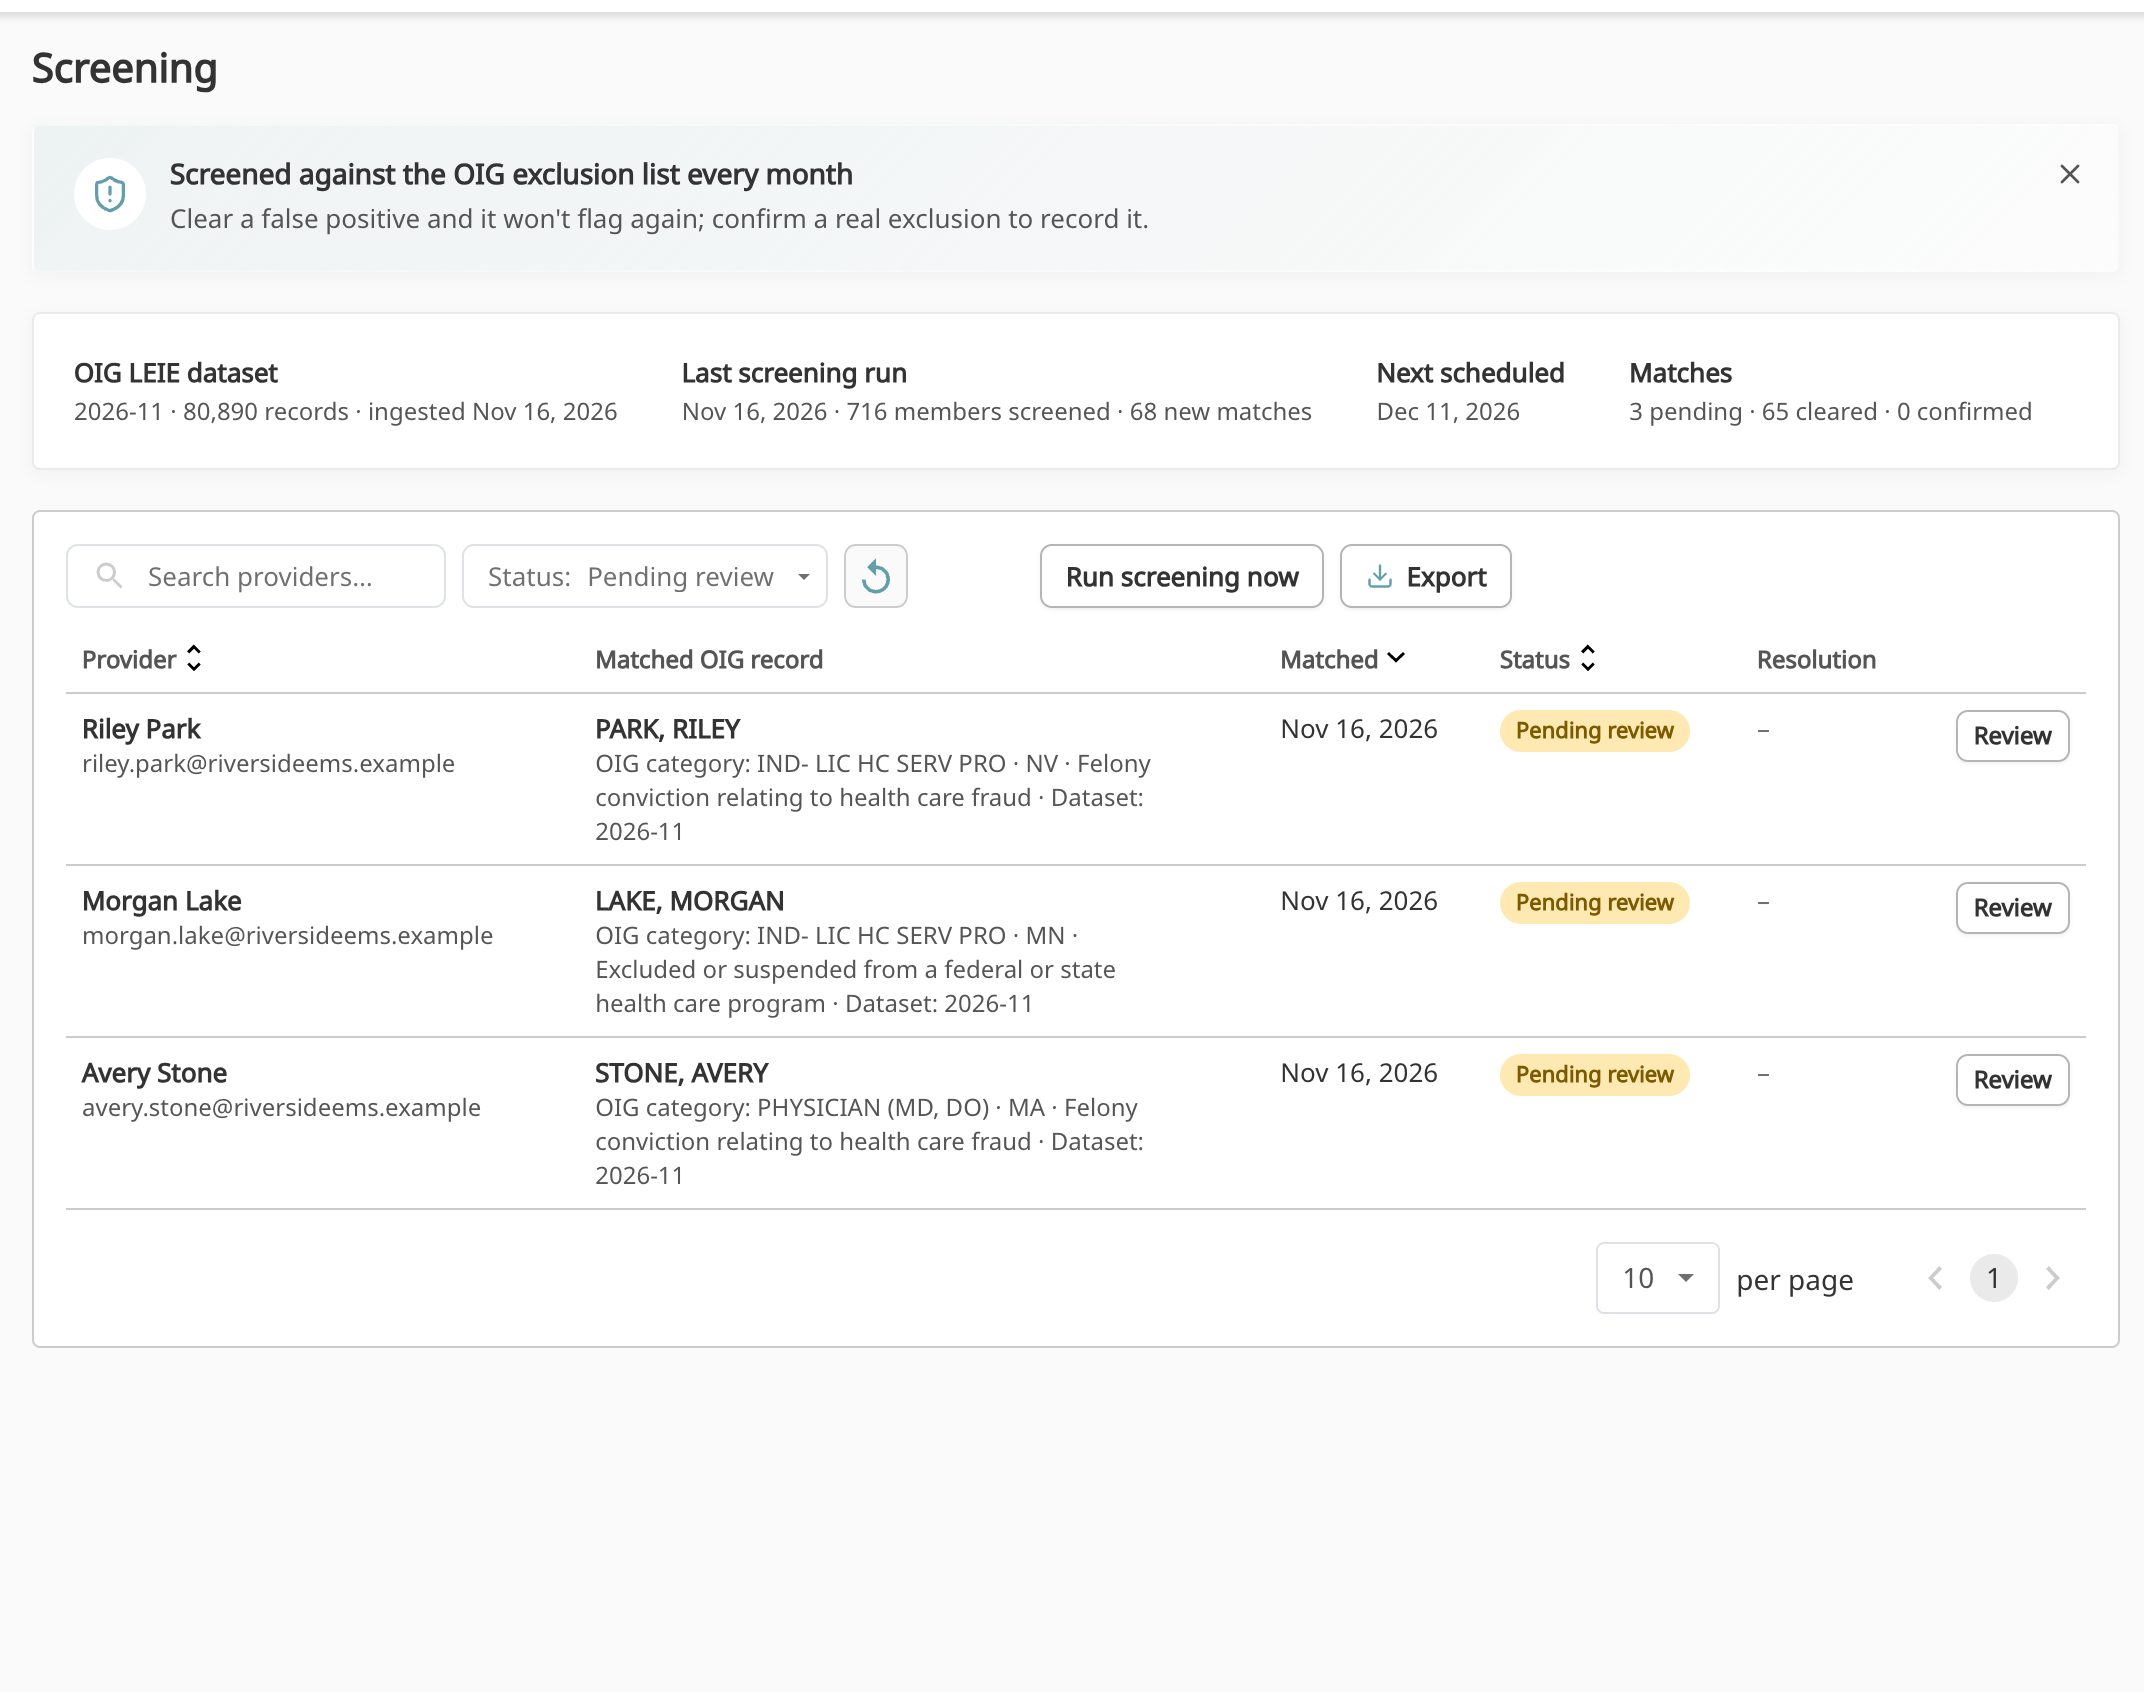 Screening
Screened against the OIG exclusion list every month
Clear a false positive and it won't flag again; confirm a real exclusion to record it.
OIG LEIE dataset
2026-11 · 80,890 records · ingested Nov 16, 2026
Last screening run
Nov 16, 2026 · 716 members screened · 68 new matches
Next scheduled
Dec 11, 2026
Matches
3 pending · 65 cleared · 0 confirmed
Search providers...
Status: Pending review
Run screening now
Export
Provider Matched OIG record Matched Status Resolution
Riley Park
riley.park@riversideems.example
PARK, RILEY
OIG category: IND- LIC HC SERV PRO · NV · Felony
conviction relating to health care fraud · Dataset:
2026-11
Nov 16, 2026
Pending review
–
Review
Morgan Lake
morgan.lake@riversideems.example
LAKE, MORGAN
OIG category: IND- LIC HC SERV PRO · MN ·
Excluded or suspended from a federal or state
health care program · Dataset: 2026-11
Nov 16, 2026
Pending review
–
Review
Avery Stone
avery.stone@riversideems.example
STONE, AVERY
OIG category: PHYSICIAN (MD, DO) · MA · Felony
conviction relating to health care fraud · Dataset:
2026-11
Nov 16, 2026
Pending review
–
Review
10 per page 1